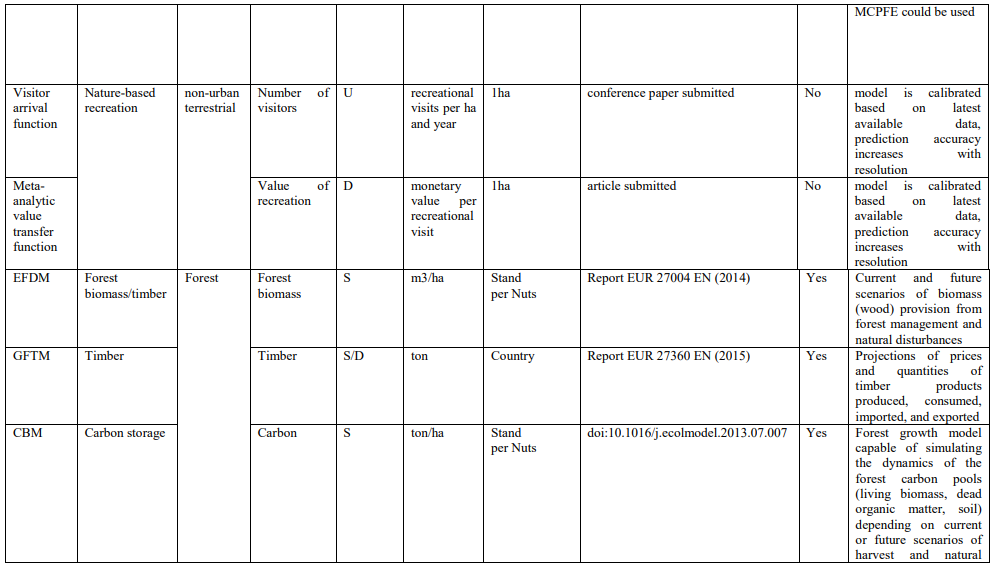 MCPFE could be used
Visitor
arrival
function
Nature-based
recreation
non-urban
terrestrial
Number of
visitors
U
recreational
visits per ha
and year
1ha
conference paper submitted
No
model is calibrated
based on latest
available data,
prediction accuracy
increases with
resolution
Meta-
analytic
value
transfer
function
Value of
recreation
D
monetary
value per
recreational
visit
1ha
article submitted
No
model is calibrated
based on latest
available data,
prediction accuracy
increases with
resolution
EFDM
Forest
biomass/timber
Forest
Forest
biomass
S
m3/ha
Stand
per Nuts
Report EUR 27004 EN (2014)
Yes
Current and future
scenarios of biomass
(wood) provision from
forest management and
natural disturbances
GFTM
Timber
Timber
S/D
ton
Country
Report EUR 27360 EN (2015)
Yes
Projections of prices
and quantities of
timber products
produced, consumed,
imported, and exported
CBM
Carbon storage
Carbon
S
ton/ha
Stand
per Nuts
doi:10.1016/j.ecolmodel.2013.07.007
Yes
Forest growth model
capable of simulating
the dynamics of the
forest carbon pools
(living biomass, dead
organic matter, soil)
depending on current
or future scenarios of
harvest and natural